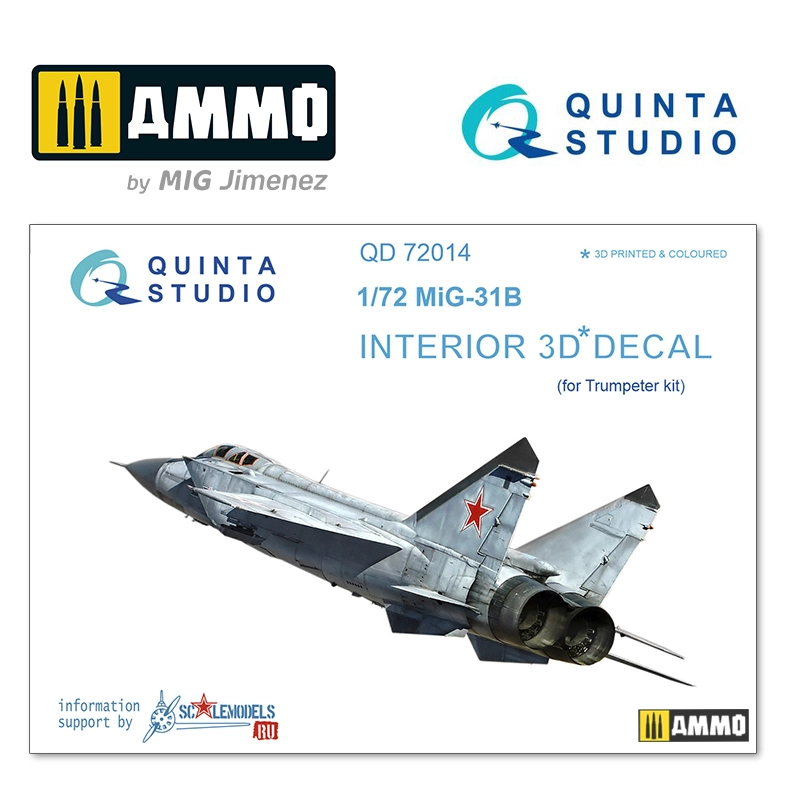 AMMO
by MIG Jimenez
QUINTA
STUDIO
QUINTA
STUDIO
QD 72014
* 3D PRINTED & COLOURED
1/72 MiG-31B
INTERIOR 3D* DECAL
(for Trumpeter kit)
information
support by
SCALEMODELS
RU
AMMO